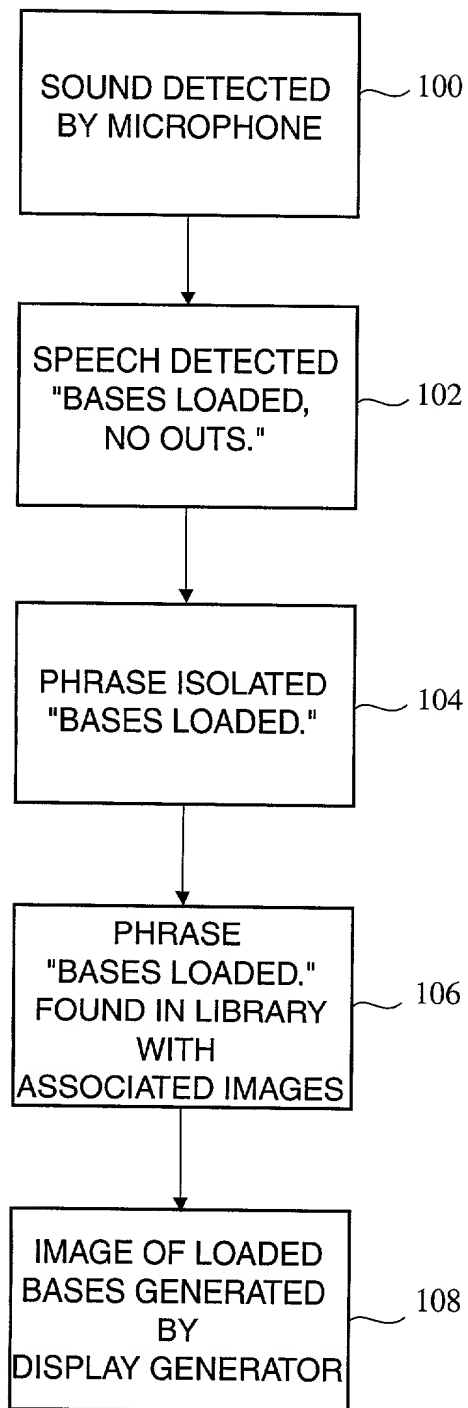 SOUND DETECTED
BY MICROPHONE
100
SPEECH DETECTED
"BASES LOADED,
NO OUTS."
102
PHRASE ISOLATED
"BASES LOADED."
104
PHRASE
"BASES LOADED."
FOUND IN LIBRARY
WITH
ASSOCIATED IMAGES
106
IMAGE OF LOADED
BASES GENERATED
BY
DISPLAY GENERATOR
108